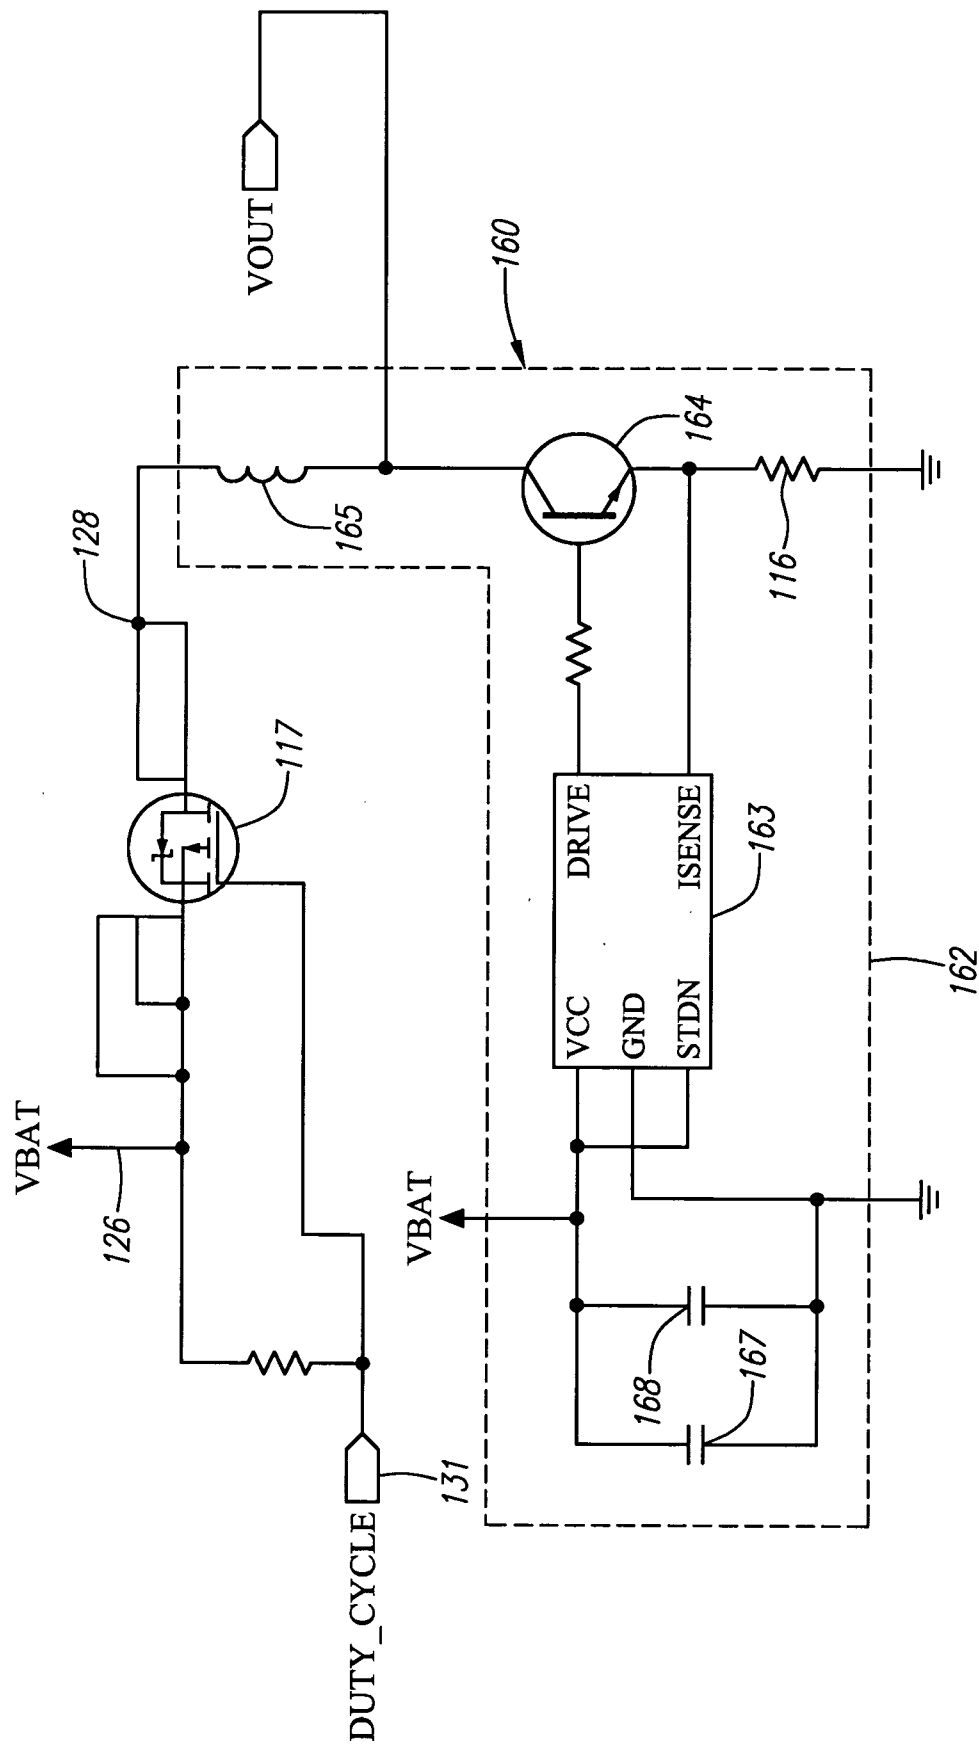 VOUT
160
128
165
164
116
117
DRIVE
ISENSE
163
VCC
GND
STDN
162
VBAT
126
VBAT
168
167
131
DUTY_CYCLE